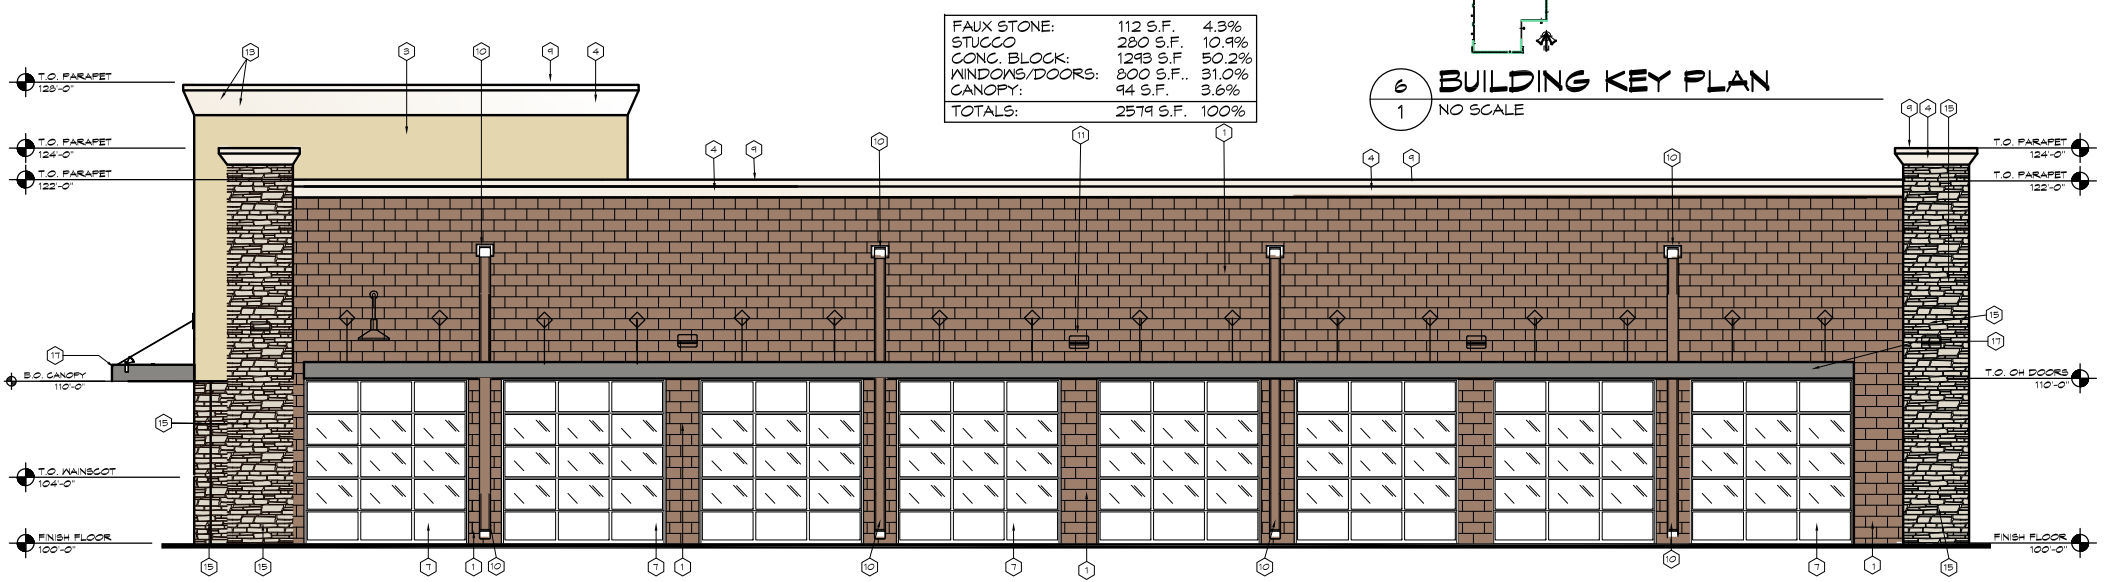 FAUX STONE: 112 S.F. 4.3%
STUCCO 280 S.F. 10.9%
CONC. BLOCK: 1293 S.F 50.2%
WINDOWS/DOORS: 800 S.F.. 31.0%
CANOPY: 94 S.F. 3.6%
TOTALS: 2579 S.F. 100%
6
1
BUILDING KEY PLAN
NO SCALE
13
3
10
9
4
T.O. PARAPET
128'-0"
T.O. PARAPET
124'-0"
T.O. PARAPET
122'-0"
4
9
10
11
1
4
9
10
9
4
15
T.O. PARAPET
124'-0"
T.O. PARAPET
122'-0"
17
B.O. CANOPY
110'-0"
15
15
17
T.O. OH DOORS
110'-0"
T.O. WAINSCOT
104'-0"
FINISH FLOOR
100'-0"
FINISH FLOOR
100'-0"
15
15
7
1
10
7
1
10
7
1
10
10
7
1
15